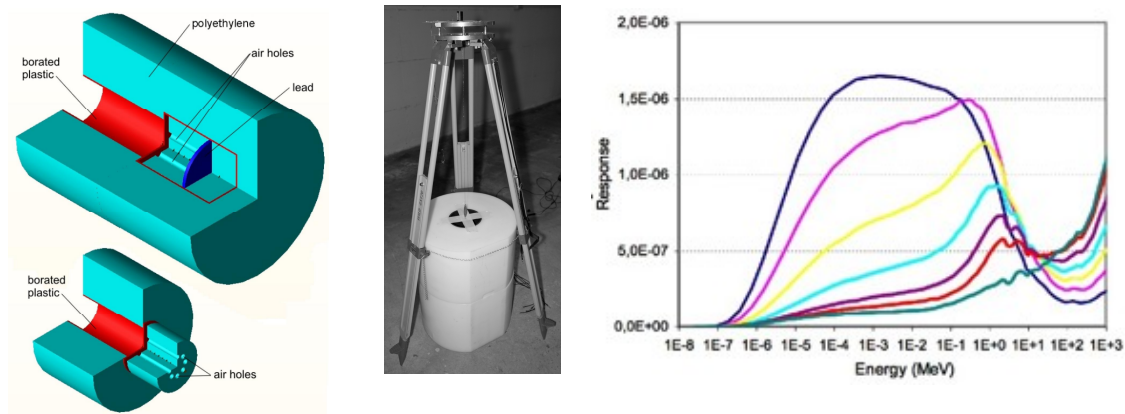 polyethylene
air holes
borated
plastic
lead
borated
plastic
air holes
2,0E-06
1,5E-06
1,0E-06
5,0E-07
0,0E+00
Response
1E-8 1E-7 1E-6 1E-5 1E-4 1E-3 1E-2 1E-1 1E+0 1E+1 1E+2 1E+3
Energy (MeV)